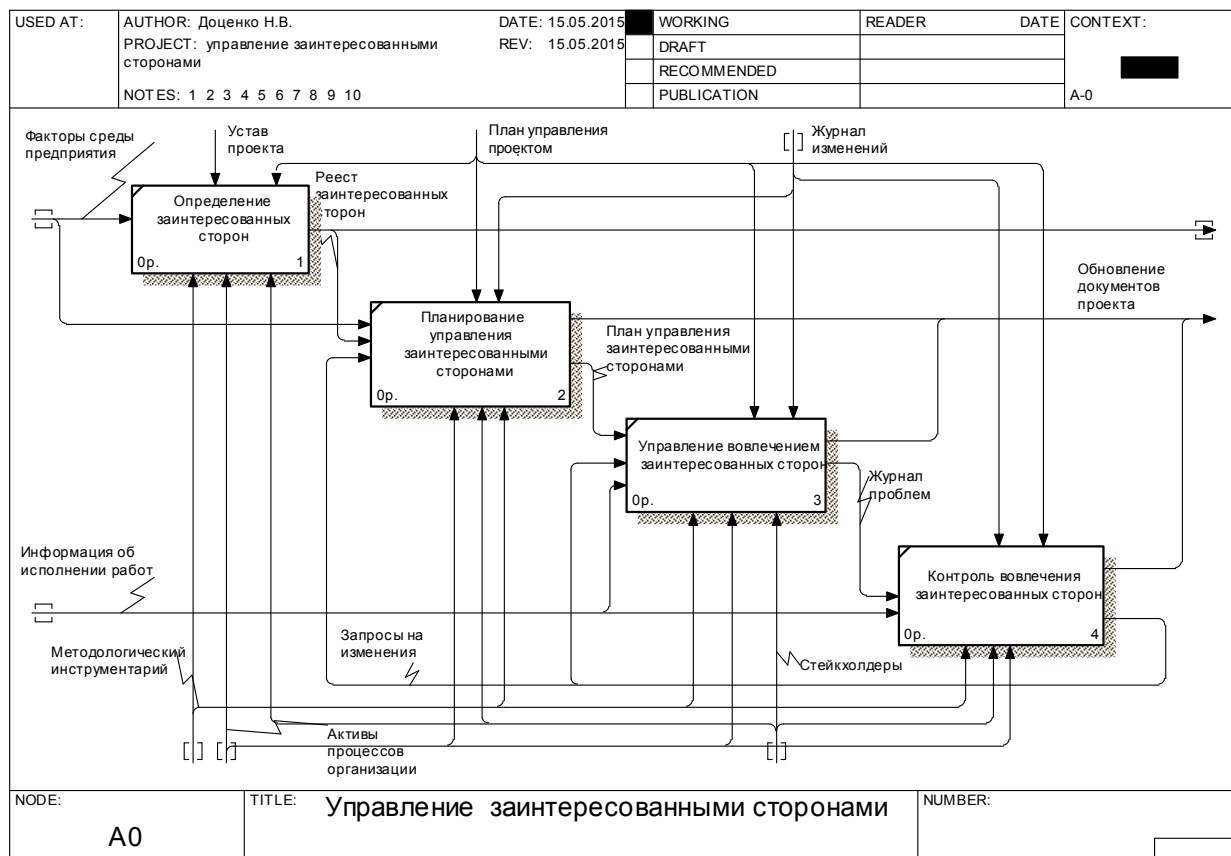 USED AT:
AUTHOR: Доценко Н.В.
DATE: 15.05.2015
PROJECT: управление заинтересованными
сторонами
REV: 15.05.2015
NOTES: 1 2 3 4 5 6 7 8 9 10
WORKING
DRAFT
RECOMMENDED
PUBLICATION
READER
DATE
CONTEXT:
A-0
Факторы среды
предприятия
Устав
проекта
План управления
проектом
Журнал
изменений
Реест
заинтересованных
сторон
Определение
заинтересованных
сторон
0р.
1
Обновление
документов
проекта
Планирование
управления
заинтересованными
сторонами
0р.
2
План управления
заинтересованными
сторонами
Управление вовлечением
заинтересованных сторон
0р.
3
Журнал
проблем
Информация об
исполнении работ
Контроль вовлечения
заинтересованных сторон
0р.
4
Методологический
инструментарий
Запросы на
изменения
Стейкхолдеры
Активы
процессов
организации
NODE:
A0
TITLE:
Управление заинтересованными сторонами
NUMBER: